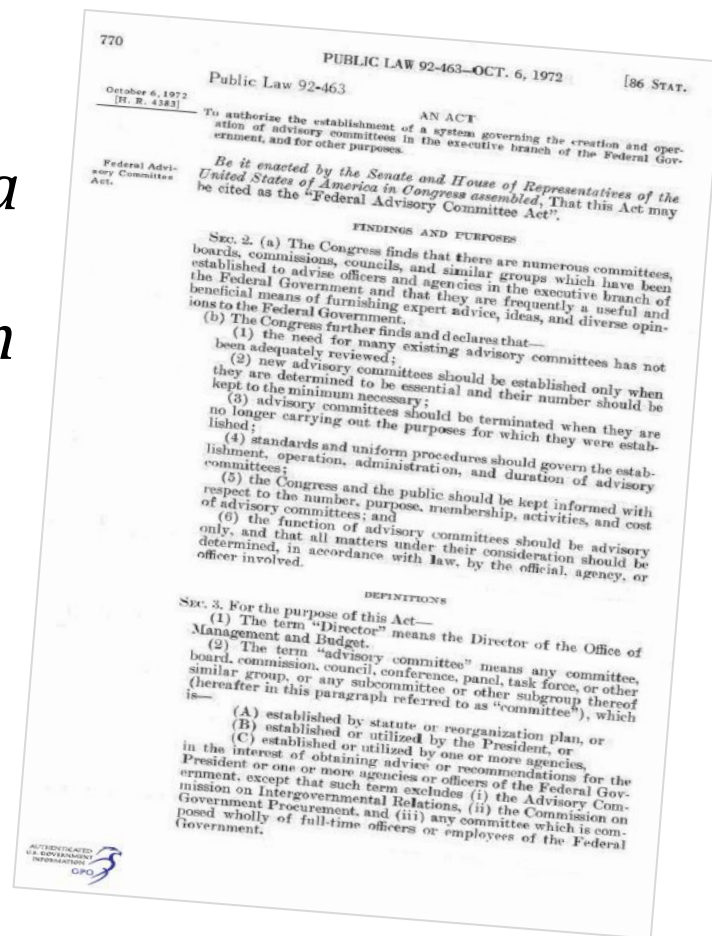 a
n
770
PUBLIC LAW 92-463—OCT. 6, 1972
[86 STAT.
Public Law 92-463
October 6, 1972
[H. R. 4383]
AN ACT
To authorize the establishment of a system governing the creation and oper-
ation of advisory committees in the executive branch of the Federal Gov-
ernment, and for other purposes.
Federal Advi-
sory Committee
Act.
Be it enacted by the Senate and House of Representatives of the
United States of America in Congress assembled, That this Act may
be cited as the "Federal Advisory Committee Act".
FINDINGS AND PURPOSES
SEC. 2. (a) The Congress finds that there are numerous committees,
boards, commissions, councils, and similar groups which have been
established to advise officers and agencies in the executive branch of
the Federal Government and that they are frequently a useful and
beneficial means of furnishing expert advice, ideas, and diverse opin-
ions to the Federal Government.
(b) The Congress further finds and declares that—
(1) the need for many existing advisory committees has not
been adequately reviewed;
(2) new advisory committees should be established only when
they are determined to be essential and their number should be
kept to the minimum necessary;
(3) advisory committees should be terminated when they are
no longer carrying out the purposes for which they were estab-
lished;
(4) standards and uniform procedures should govern the estab-
lishment, operation, administration, and duration of advisory
committees;
(5) the Congress and the public should be kept informed with
respect to the number, purpose, membership, activities, and cost
of advisory committees; and
(6) the function of advisory committees should be advisory
only, and that all matters under their consideration should be
determined, in accordance with law, by the official, agency, or
officer involved.
DEFINITIONS
SEC. 3. For the purpose of this Act—
(1) The term "Director" means the Director of the Office of
Management and Budget.
(2) The term "advisory committee" means any committee,
board, commission, council, conference, panel, task force, or other
similar group, or any subcommittee or other subgroup thereof
(hereafter in this paragraph referred to as "committee"), which
is—
(A) established by statute or reorganization plan, or
(B) established or utilized by the President, or
(C) established or utilized by one or more agencies,
in the interest of obtaining advice or recommendations for the
President or one or more agencies or officers of the Federal Gov-
ernment, except that such term excludes (i) the Advisory Com-
mission on Intergovernmental Relations, (ii) the Commission on
Government Procurement, and (iii) any committee which is com-
posed wholly of full-time officers or employees of the Federal
Government.
AUTHENTICATED
U.S. GOVERNMENT
INFORMATION
GPO